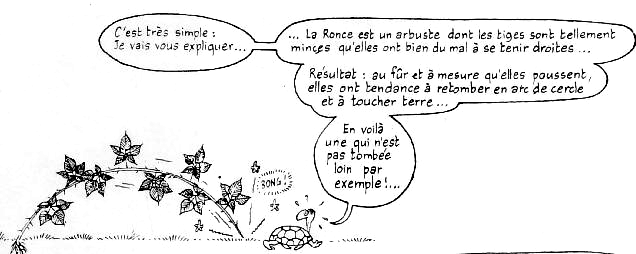 C'est très simple :
Je vais vous expliquer...
... La Ronce est un arbuste dont les tiges sont tellement
minces qu'elles ont bien du mal à se tenir droites ...
Résultat : au fûr et à mesure qu'elles poussent,
elles ont tendance à retomber en arc de cercle
et à toucher terre ...
En voilà
une qui n'est
pas tombée
loin par
exemple !...
BONG !